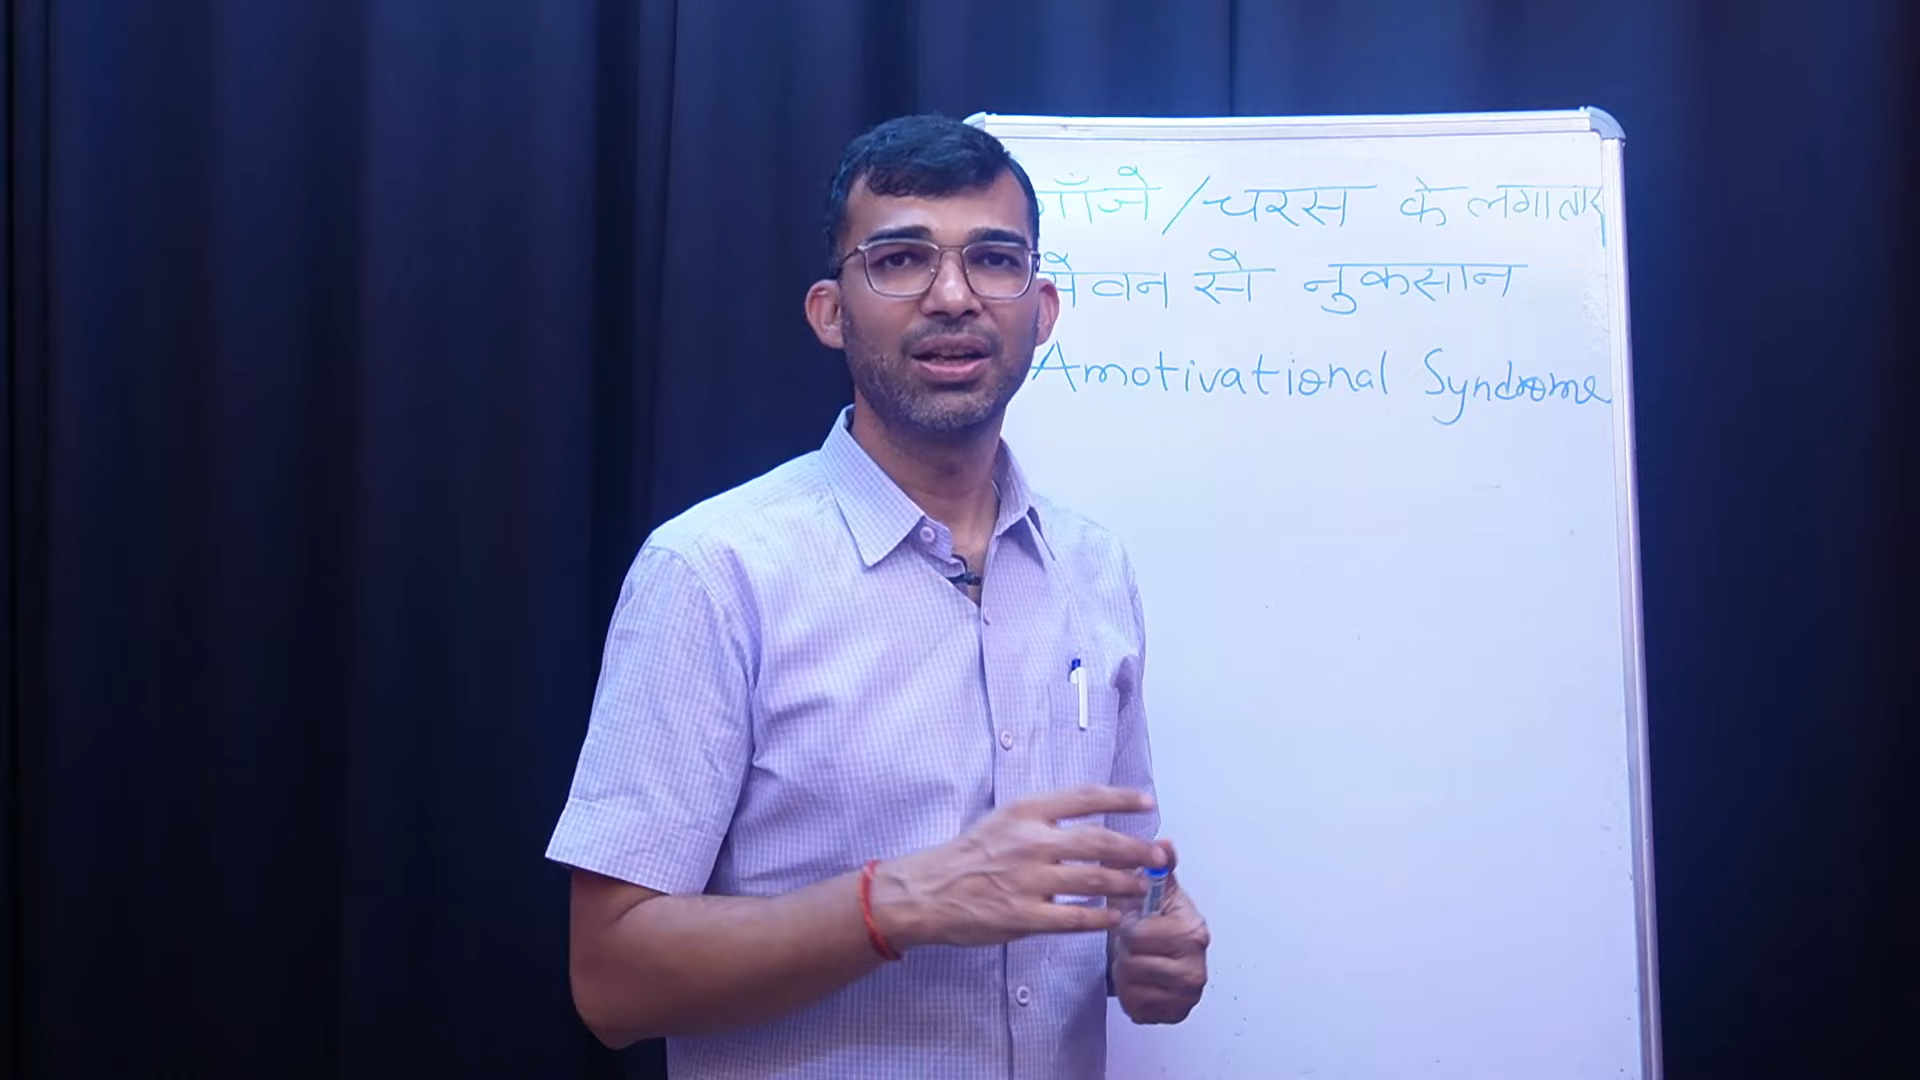 गाँजे / चरस के लगातार
सेवन से नुकसान
Amotivational Syndrome